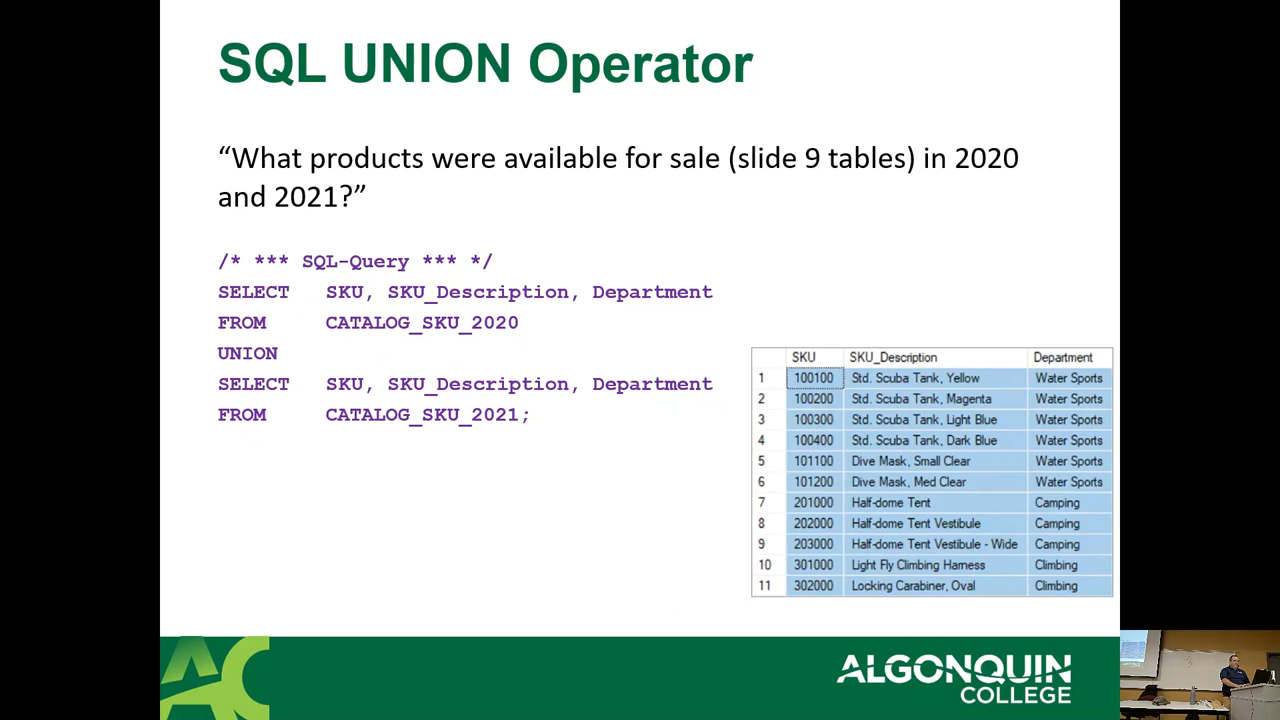 SQL UNION Operator
“What products were available for sale (slide 9 tables) in 2020
and 2021?”
/* *** SQL-Query *** */
SELECT SKU, SKU_Description, Department
FROM CATALOG_SKU_2020
UNION
SELECT SKU, SKU_Description, Department
FROM CATALOG_SKU_2021;
SKU SKU_Description Department
1 100100 Std. Scuba Tank, Yellow Water Sports
2 100200 Std. Scuba Tank, Magenta Water Sports
3 100300 Std. Scuba Tank, Light Blue Water Sports
4 100400 Std. Scuba Tank, Dark Blue Water Sports
5 101100 Dive Mask, Small Clear Water Sports
6 101200 Dive Mask, Med Clear Water Sports
7 201000 Half-dome Tent Camping
8 202000 Half-dome Tent Vestibule Camping
9 203000 Half-dome Tent Vestibule - Wide Camping
10 301000 Light Fly Climbing Harness Climbing
11 302000 Locking Carabiner, Oval Climbing
AC
ALGONQUIN
COLLEGE